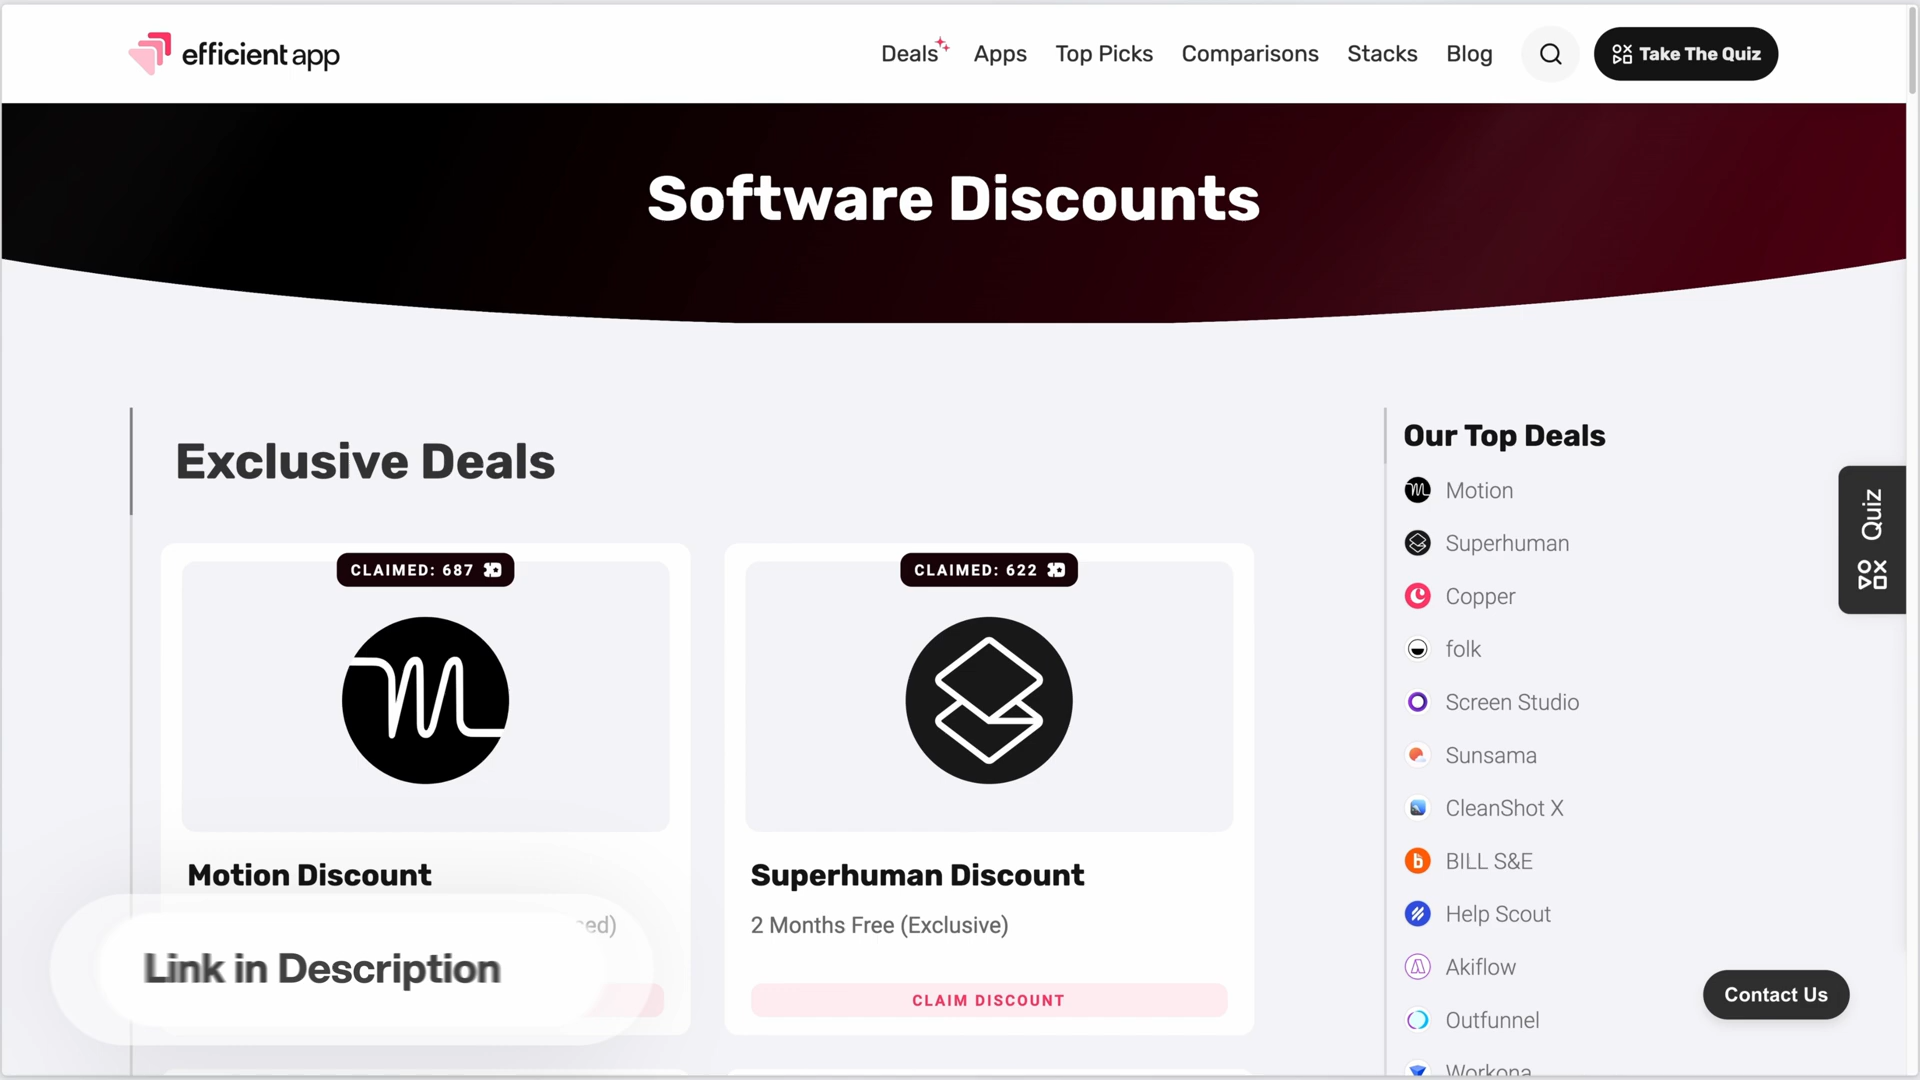 efficient app
Deals
Apps
Top Picks
Comparisons
Stacks
Blog
Take The Quiz
Software Discounts
Exclusive Deals
CLAIMED: 687
Motion Discount
Link in Description
CLAIMED: 622
Superhuman Discount
2 Months Free (Exclusive)
CLAIM DISCOUNT
Our Top Deals
Motion
Superhuman
Copper
folk
Screen Studio
Sunsama
CleanShot X
BILL S&E
Help Scout
Akiflow
Outfunnel
Workona
Quiz
Contact Us